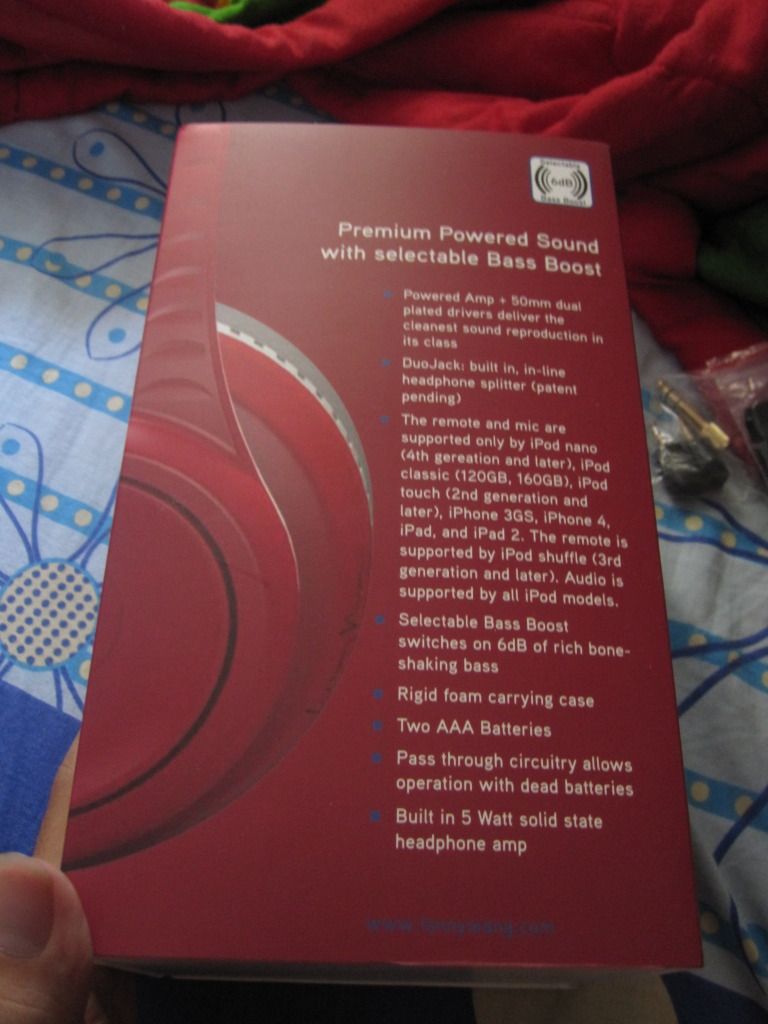 Selectable
6dB
Bass Boost
Premium Powered Sound
with selectable Bass Boost
Powered Amp + 50mm dual
plated drivers deliver the
cleanest sound reproduction in
its class
DuoJack: built in, in-line
headphone splitter (patent
pending)
The remote and mic are
supported only by iPod nano
(4th gereation and later), iPod
classic (120GB, 160GB), iPod
touch (2nd generation and
later), iPhone 3GS, iPhone 4,
iPad, and iPad 2. The remote is
supported by iPod shuffle (3rd
generation and later). Audio is
supported by all iPod models.
Selectable Bass Boost
switches on 6dB of rich bone-
shaking bass
Rigid foam carrying case
Two AAA Batteries
Pass through circuitry allows
operation with dead batteries
Built in 5 Watt solid state
headphone amp
www.fannywang.com